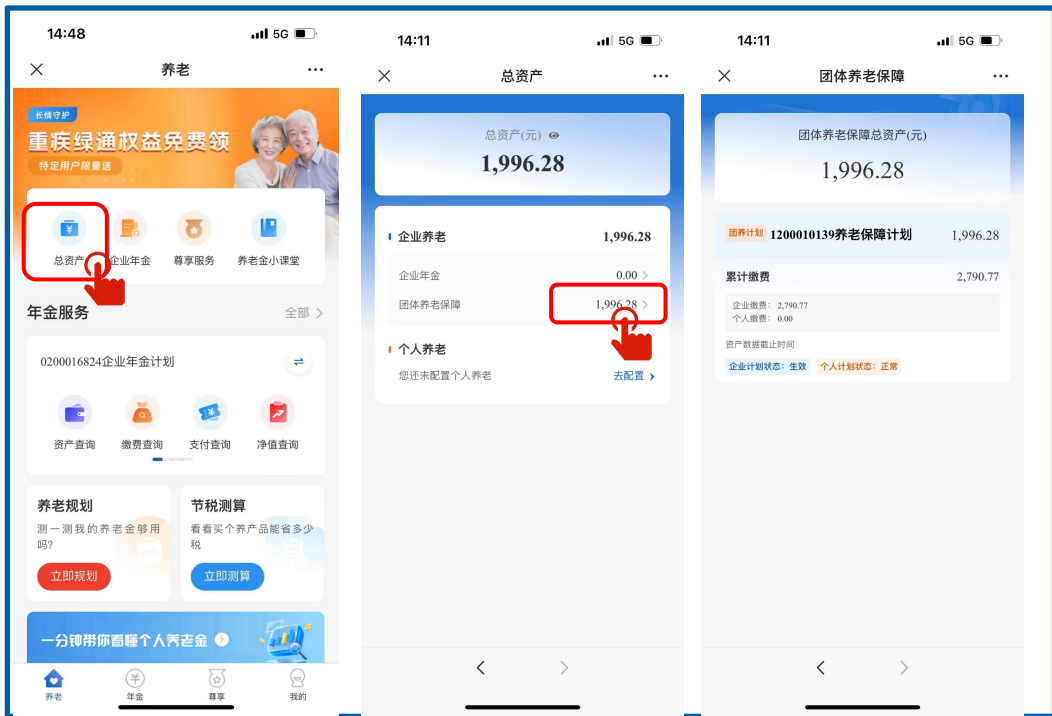 14:48
5G
养老
长情守护
重疾绿通权益免费领
特定用户限量送
总资产
企业年金
尊享服务
养老金小课堂
年金服务
全部 >
0200016824企业年金计划
资产查询
缴费查询
支付查询
净值查询
养老规划
测一测我的养老金够用
吗?
立即规划
节税测算
看看买个养产品能省多少
税
立即测算
一分钟带你看懂个人养老金
养老
年金
尊享
我的
14:11
5G
总资产
总资产(元)
1,996.28
企业养老 1,996.28
企业年金 0.00 >
团体养老保障 1,996.28 >
个人养老
您还未配置个人养老 去配置 >
14:11
5G
团体养老保障
团体养老保障总资产(元)
1,996.28
团养计划 1200010139养老保障计划 1,996.28
累计缴费 2,790.77
企业缴费: 2,790.77
个人缴费: 0.00
资产数据截止时间
企业计划状态: 生效 个人计划状态: 正常